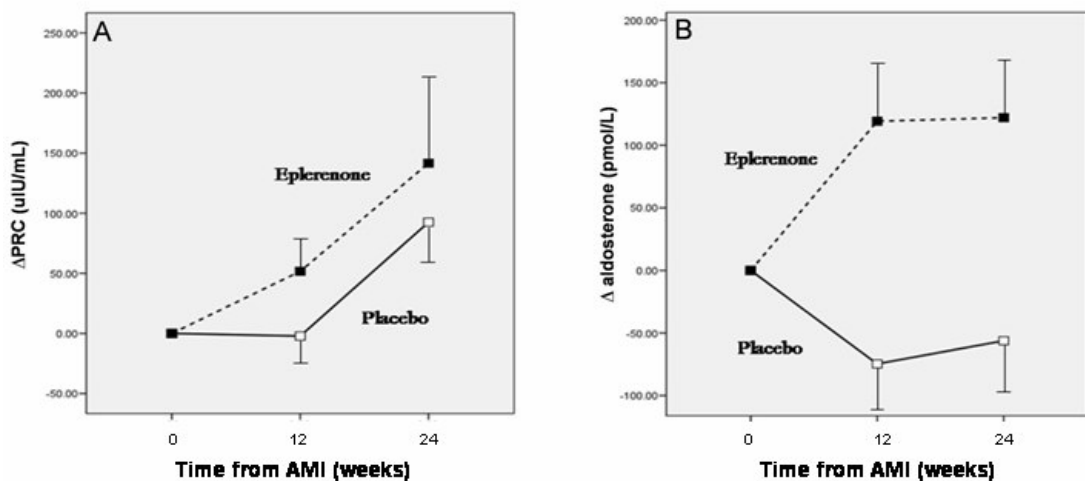 A
250.00
200.00
150.00
100.00
50.00
0.00
-50.00
ΔPRC (uIU/mL)
Eplerenone
Placebo
0 12 24
Time from AMI (weeks)
B
200.00
150.00
100.00
50.00
0.00
-50.00
-100.00
Δ aldosterone (pmol/L)
Eplerenone
Placebo
0 12 24
Time from AMI (weeks)